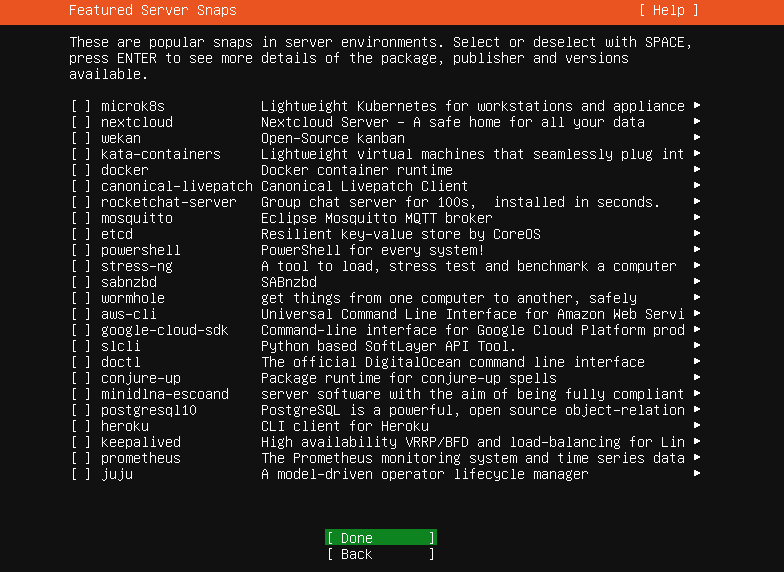 Featured Server Snaps [ Help ]
These are popular snaps in server environments. Select or deselect with SPACE,
press ENTER to see more details of the package, publisher and versions
available.
[ ] microk8s Lightweight Kubernetes for workstations and appliance ▸
[ ] nextcloud Nextcloud Server - A safe home for all your data ▸
[ ] wekan Open-Source kanban ▸
[ ] kata-containers Lightweight virtual machines that seamlessly plug int ▸
[ ] docker Docker container runtime ▸
[ ] canonical-livepatch Canonical Livepatch Client ▸
[ ] rocketchat-server Group chat server for 100s,  installed in seconds. ▸
[ ] mosquitto Eclipse Mosquitto MQTT broker ▸
[ ] etcd Resilient key-value store by CoreOS ▸
[ ] powershell PowerShell for every system! ▸
[ ] stress-ng A tool to load, stress test and benchmark a computer ▸
[ ] sabnzbd SABnzbd ▸
[ ] wormhole get things from one computer to another, safely ▸
[ ] aws-cli Universal Command Line Interface for Amazon Web Servi ▸
[ ] google-cloud-sdk Command-line interface for Google Cloud Platform prod ▸
[ ] slcli Python based SoftLayer API Tool. ▸
[ ] doctl The official DigitalOcean command line interface ▸
[ ] conjure-up Package runtime for conjure-up spells ▸
[ ] minidlna-escoand server software with the aim of being fully compliant ▸
[ ] postgresql10 PostgreSQL is a powerful, open source object-relation ▸
[ ] heroku CLI client for Heroku ▸
[ ] keepalived High availability VRRP/BFD and load-balancing for Lin ▸
[ ] prometheus The Prometheus monitoring system and time series data ▸
[ ] juju A model-driven operator lifecycle manager ▸
[ Done ]
[ Back ]